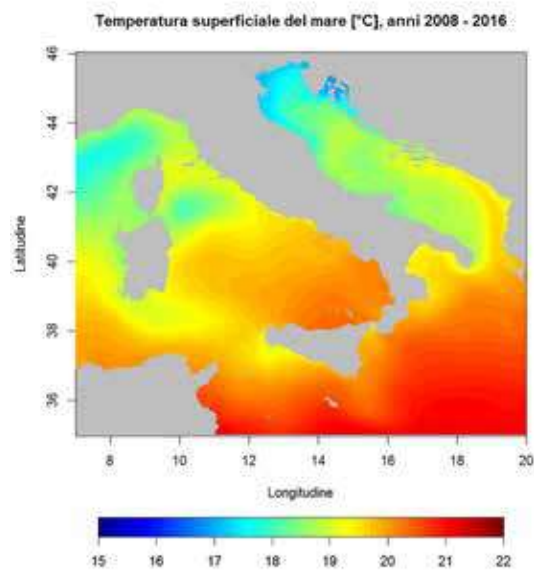 Temperatura superficiale del mare [°C], anni 2008 - 2016
46
44
42
40
38
36
Latitudine
8 10 12 14 16 18 20
Longitudine
15 16 17 18 19 20 21 22